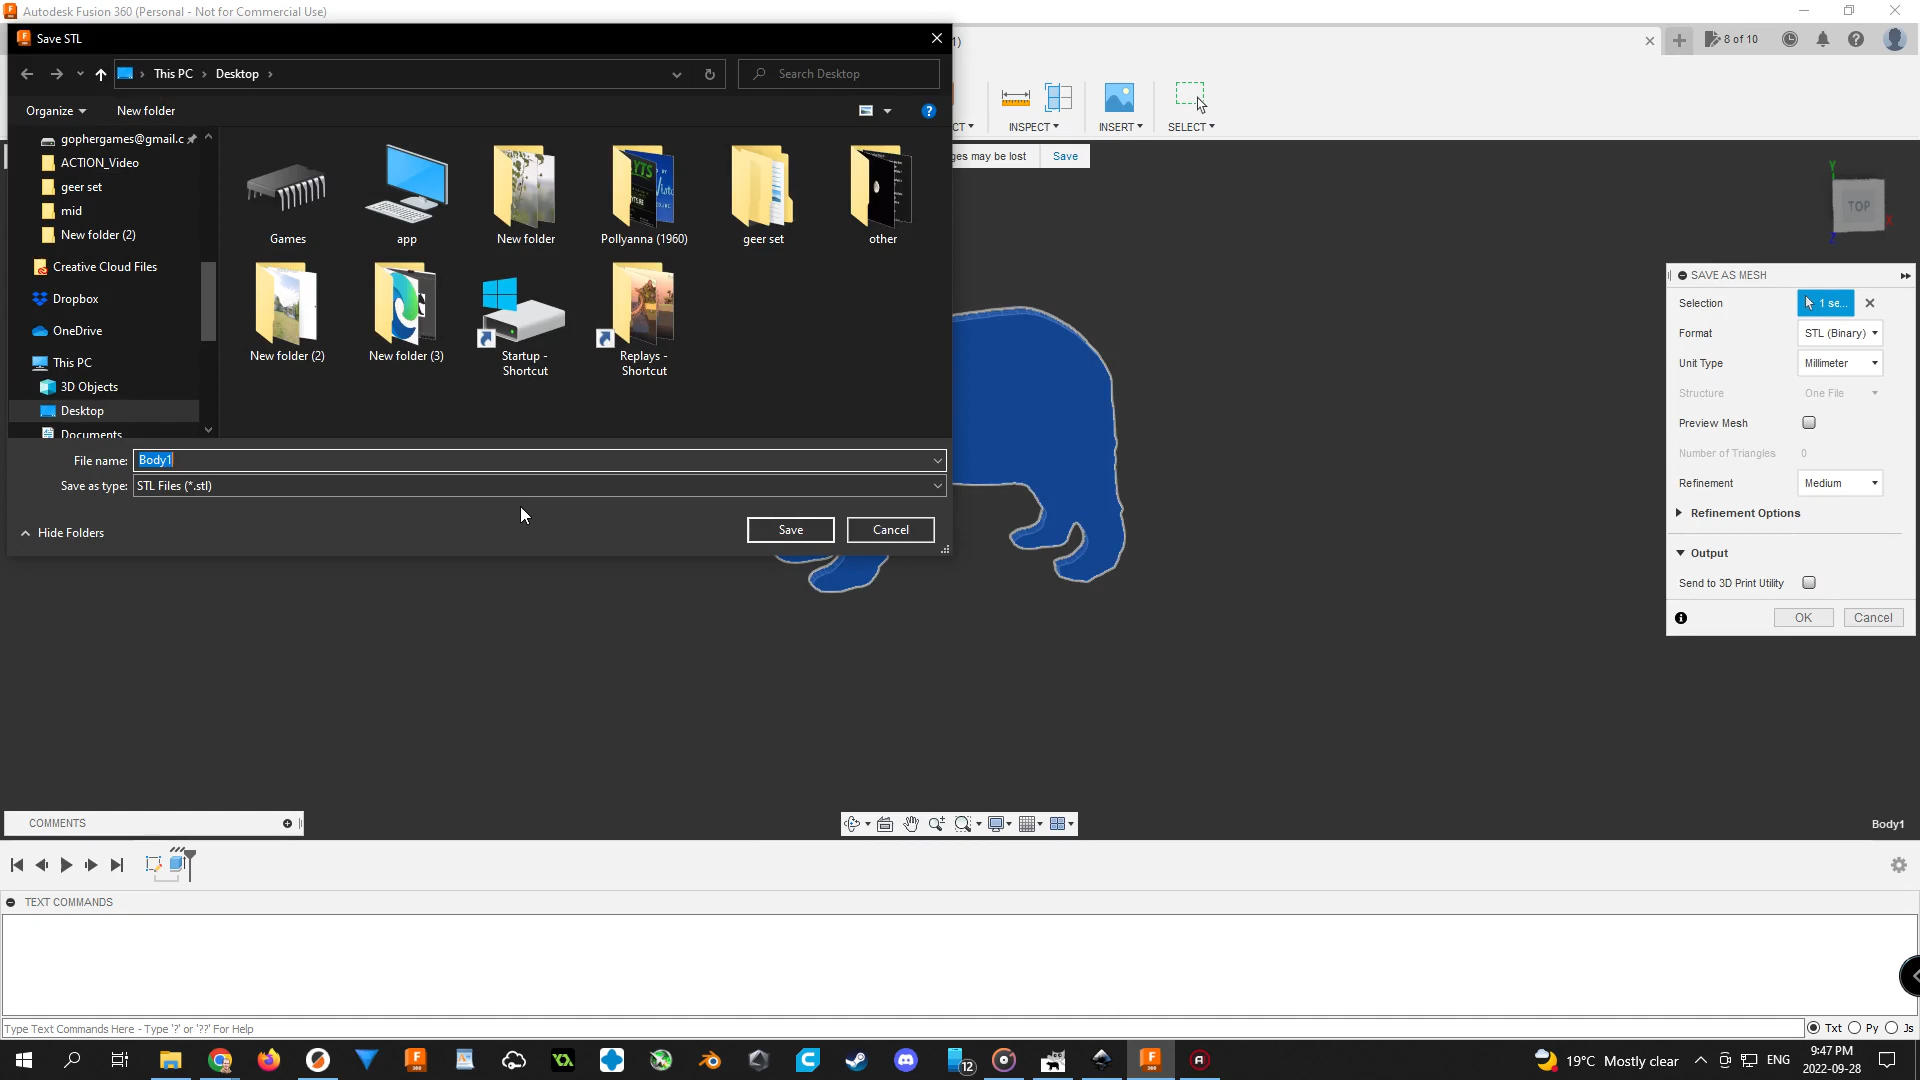 Autodesk Fusion 360 (Personal - Not for Commercial Use)
Save STL
1)
8 of 10
This PC
Desktop
Search Desktop
Organize
New folder
CT
INSPECT
INSERT
SELECT
gophergames@gmail.c
ACTION_Video
geer set
mid
New folder (2)
Creative Cloud Files
Dropbox
OneDrive
This PC
3D Objects
Desktop
Documents
Games
app
New folder
Pollyanna (1960)
geer set
other
New folder (2)
New folder (3)
Startup -
Shortcut
Replays -
Shortcut
ges may be lost
Save
TOP
Y
X
Z
SAVE AS MESH
Selection
1 se...
Format
STL (Binary)
Unit Type
Millimeter
Structure
One File
Preview Mesh
Number of Triangles
0
Refinement
Medium
Refinement Options
Output
Send to 3D Print Utility
OK
Cancel
File name:
Body1
Save as type:
STL Files (*.stl)
Hide Folders
Save
Cancel
COMMENTS
Body1
TEXT COMMANDS
Type Text Commands Here - Type '?' or '??' For Help
Txt
Py
Js
12
19°C Mostly clear
ENG
9:47 PM
2022-09-28